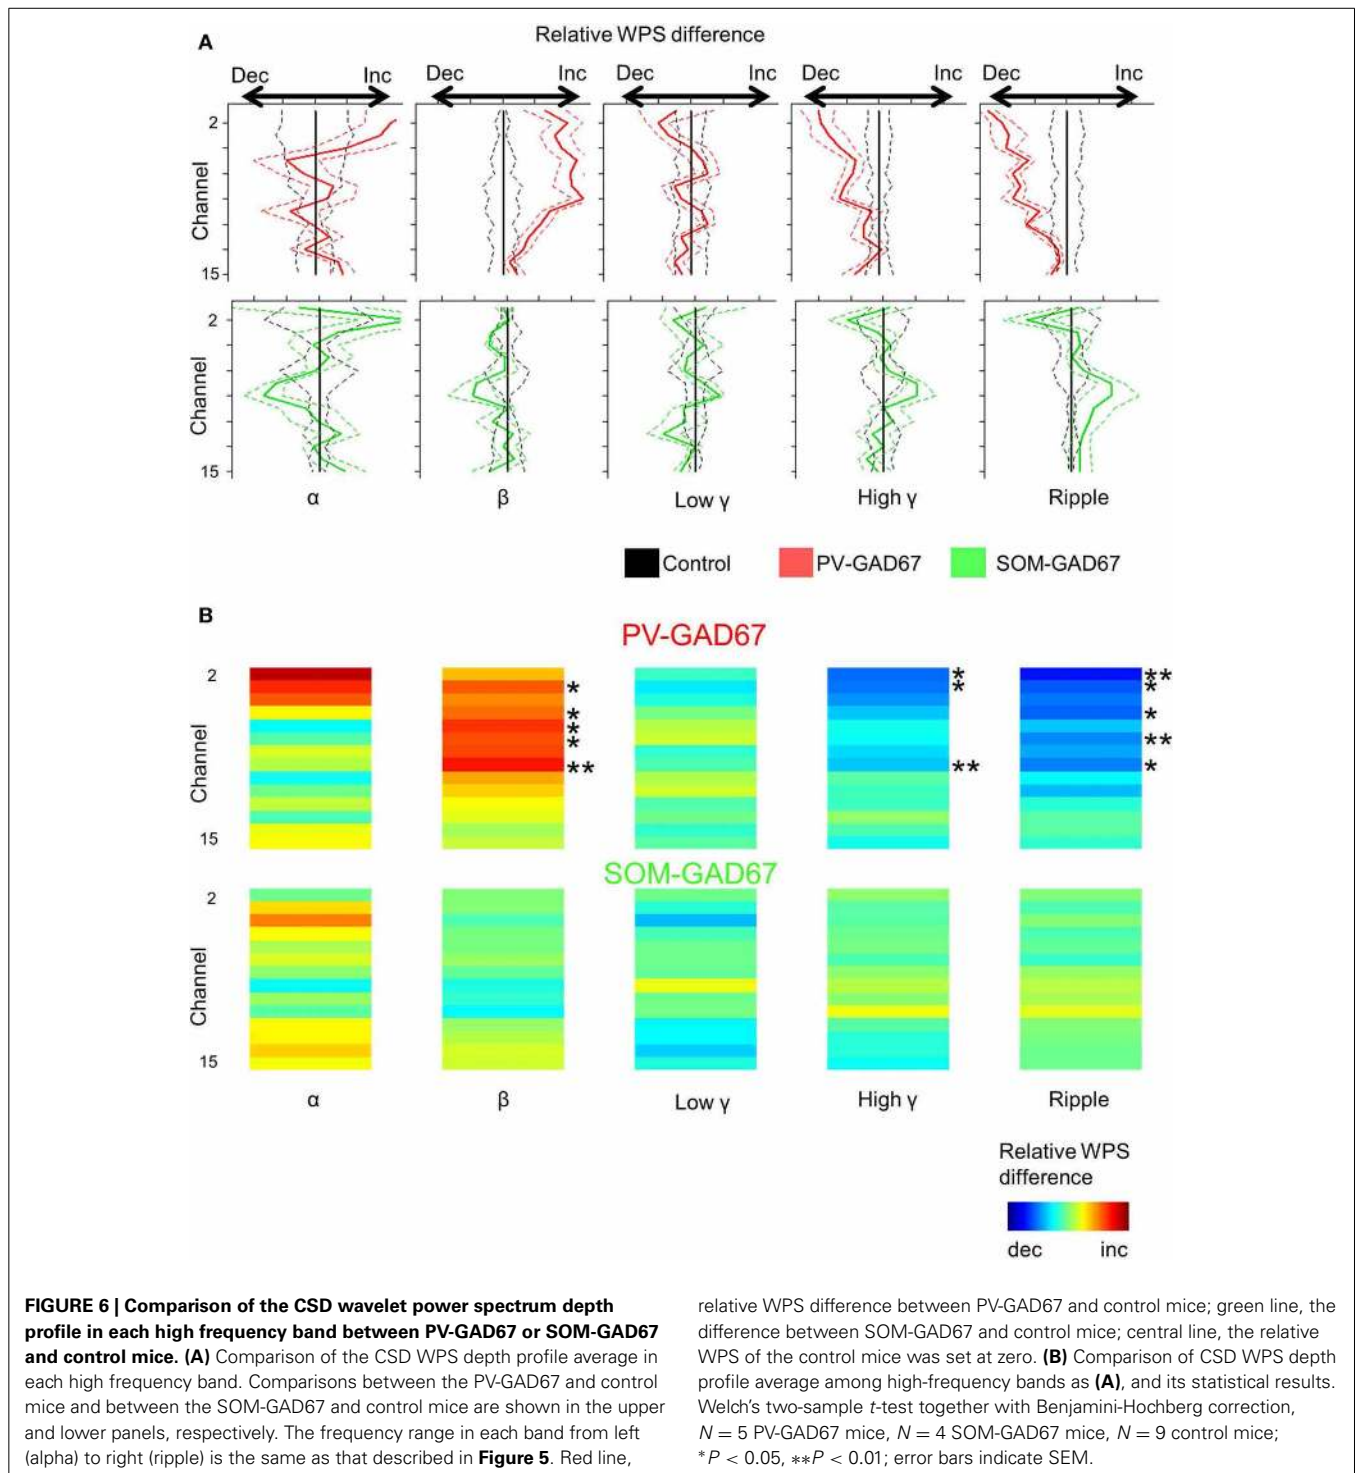 A
Relative WPS difference
Dec Inc Dec Inc Dec Inc Dec Inc Dec Inc
2
Channel
15
2
Channel
15
α β Low γ High γ Ripple
Control PV-GAD67 SOM-GAD67
B
PV-GAD67
2 * **
* * *
* *
*
* **
** ** *
Channel
15
SOM-GAD67
2
Channel
15
α β Low γ High γ Ripple
Relative WPS
difference
dec inc
FIGURE 6 | Comparison of the CSD wavelet power spectrum depth
profile in each high frequency band between PV-GAD67 or SOM-GAD67
and control mice. (A) Comparison of the CSD WPS depth profile average in
each high frequency band. Comparisons between the PV-GAD67 and control
mice and between the SOM-GAD67 and control mice are shown in the upper
and lower panels, respectively. The frequency range in each band from left
(alpha) to right (ripple) is the same as that described in Figure 5. Red line,
relative WPS difference between PV-GAD67 and control mice; green line, the
difference between SOM-GAD67 and control mice; central line, the relative
WPS of the control mice was set at zero. (B) Comparison of CSD WPS depth
profile average among high-frequency bands as (A), and its statistical results.
Welch's two-sample t-test together with Benjamini-Hochberg correction,
N = 5 PV-GAD67 mice, N = 4 SOM-GAD67 mice, N = 9 control mice;
*P < 0.05, **P < 0.01; error bars indicate SEM.